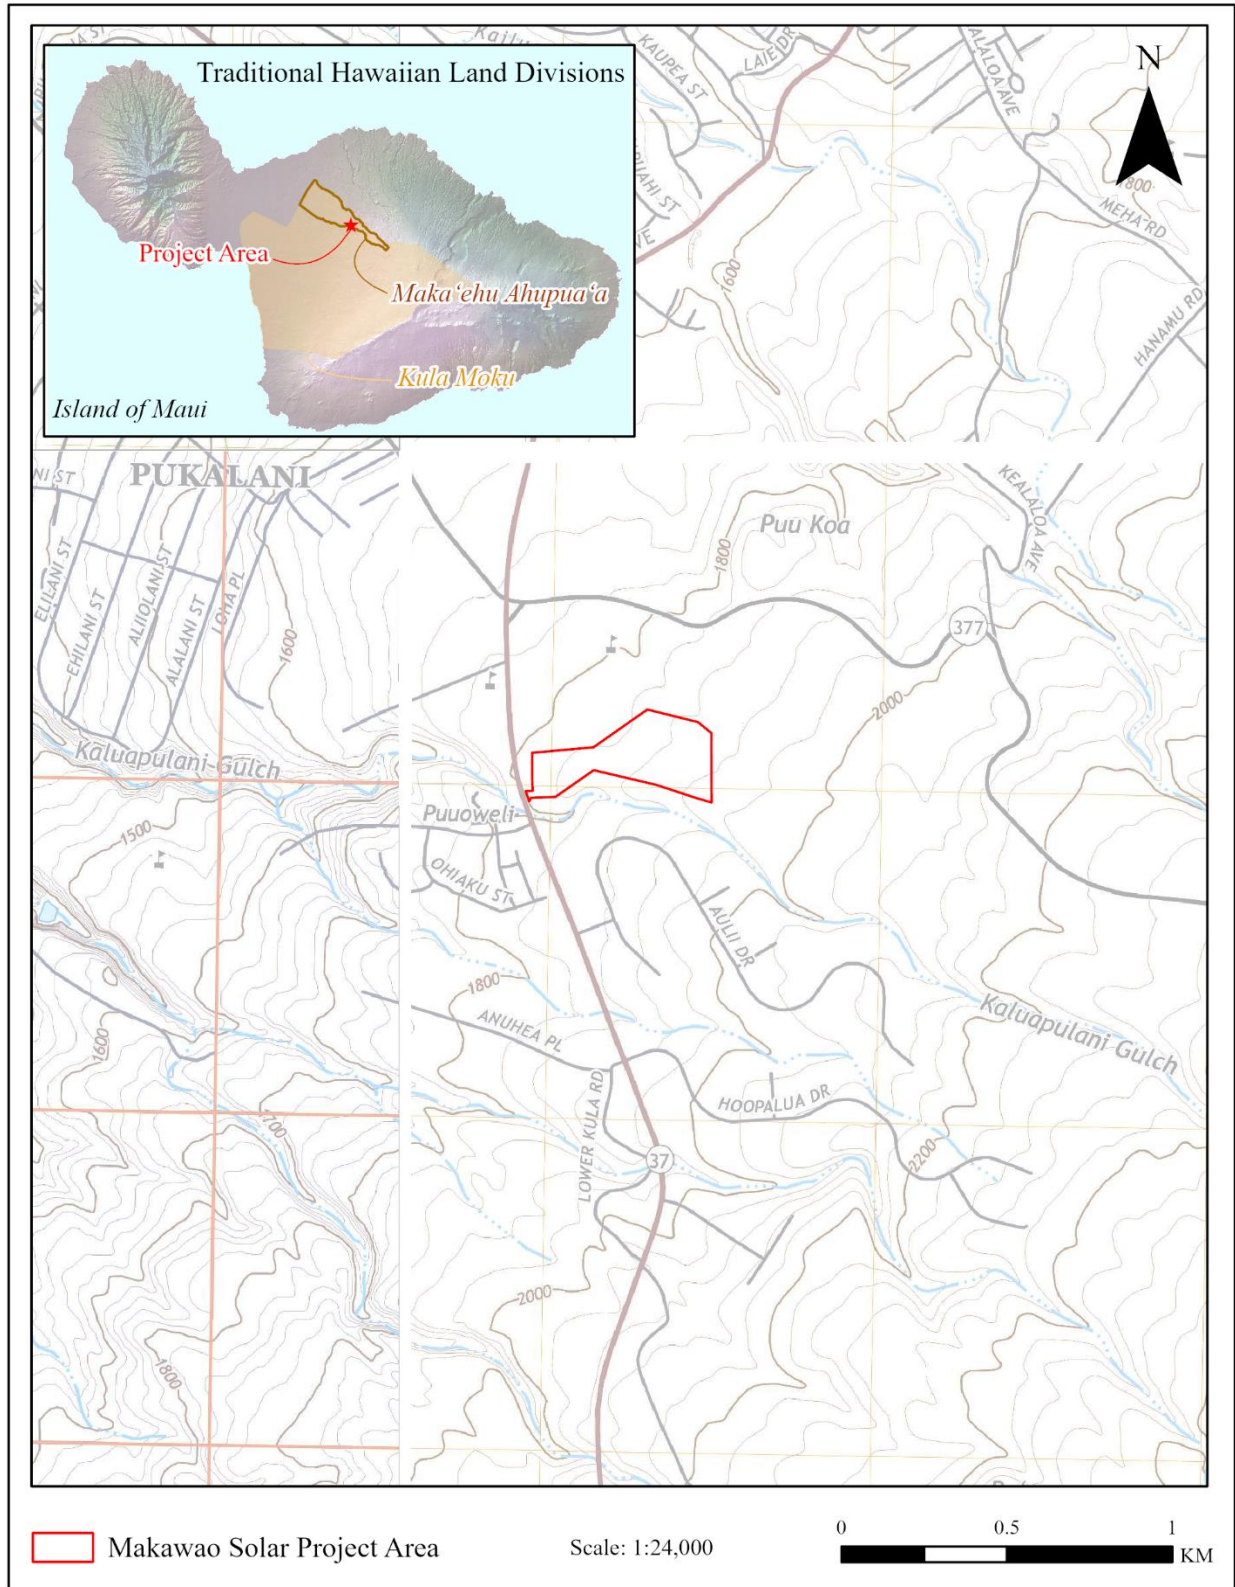 Traditional Hawaiian Land Divisions
Project Area
Maka‘ehu Ahupua‘a
Kula Moku
Island of Maui
N
KAUPEA ST
LAIE DR
MEHA RD
HANAMU RD
1800
1600
PUKALANI
ELILANI ST
EHILANI ST
ALIIOLANI ST
ALALANI ST
LOHA PL
1600
Puu Koa
1800
KEALALOA AVE
377
2000
Kaluapulani Gulch
1500
Puuoweli
OHIAKU ST
AULII DR
1800
ANUHEA PL
Kaluapulani Gulch
1600
LOWER KULA RD
HOOPALUA DR
1700
37
2200
2000
1800
Makawao Solar Project Area
Scale: 1:24,000
0 0.5 1
KM